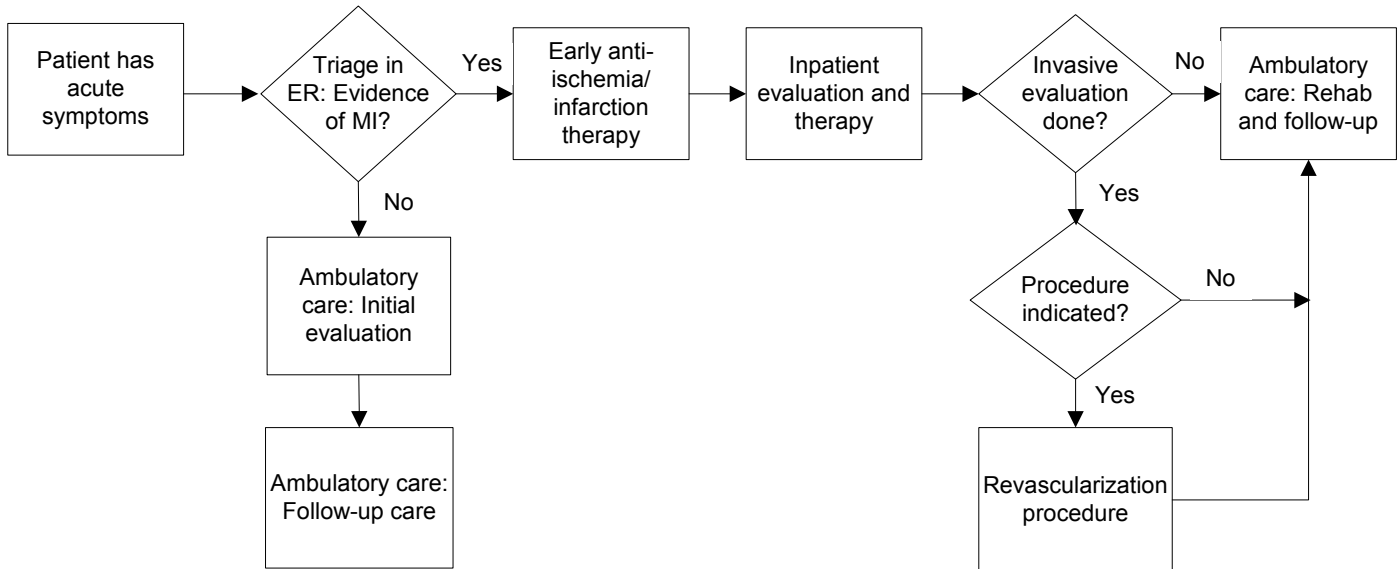 Patient has
acute
symptoms
Triage in
ER: Evidence
of MI?
Yes
Early anti-
ischemia/
infarction
therapy
Inpatient
evaluation and
therapy
Invasive
evaluation
done?
No
Ambulatory
care: Rehab
and follow-up
No
Yes
Ambulatory
care: Initial
evaluation
Procedure
indicated?
No
Yes
Ambulatory care:
Follow-up care
Revascularization
procedure